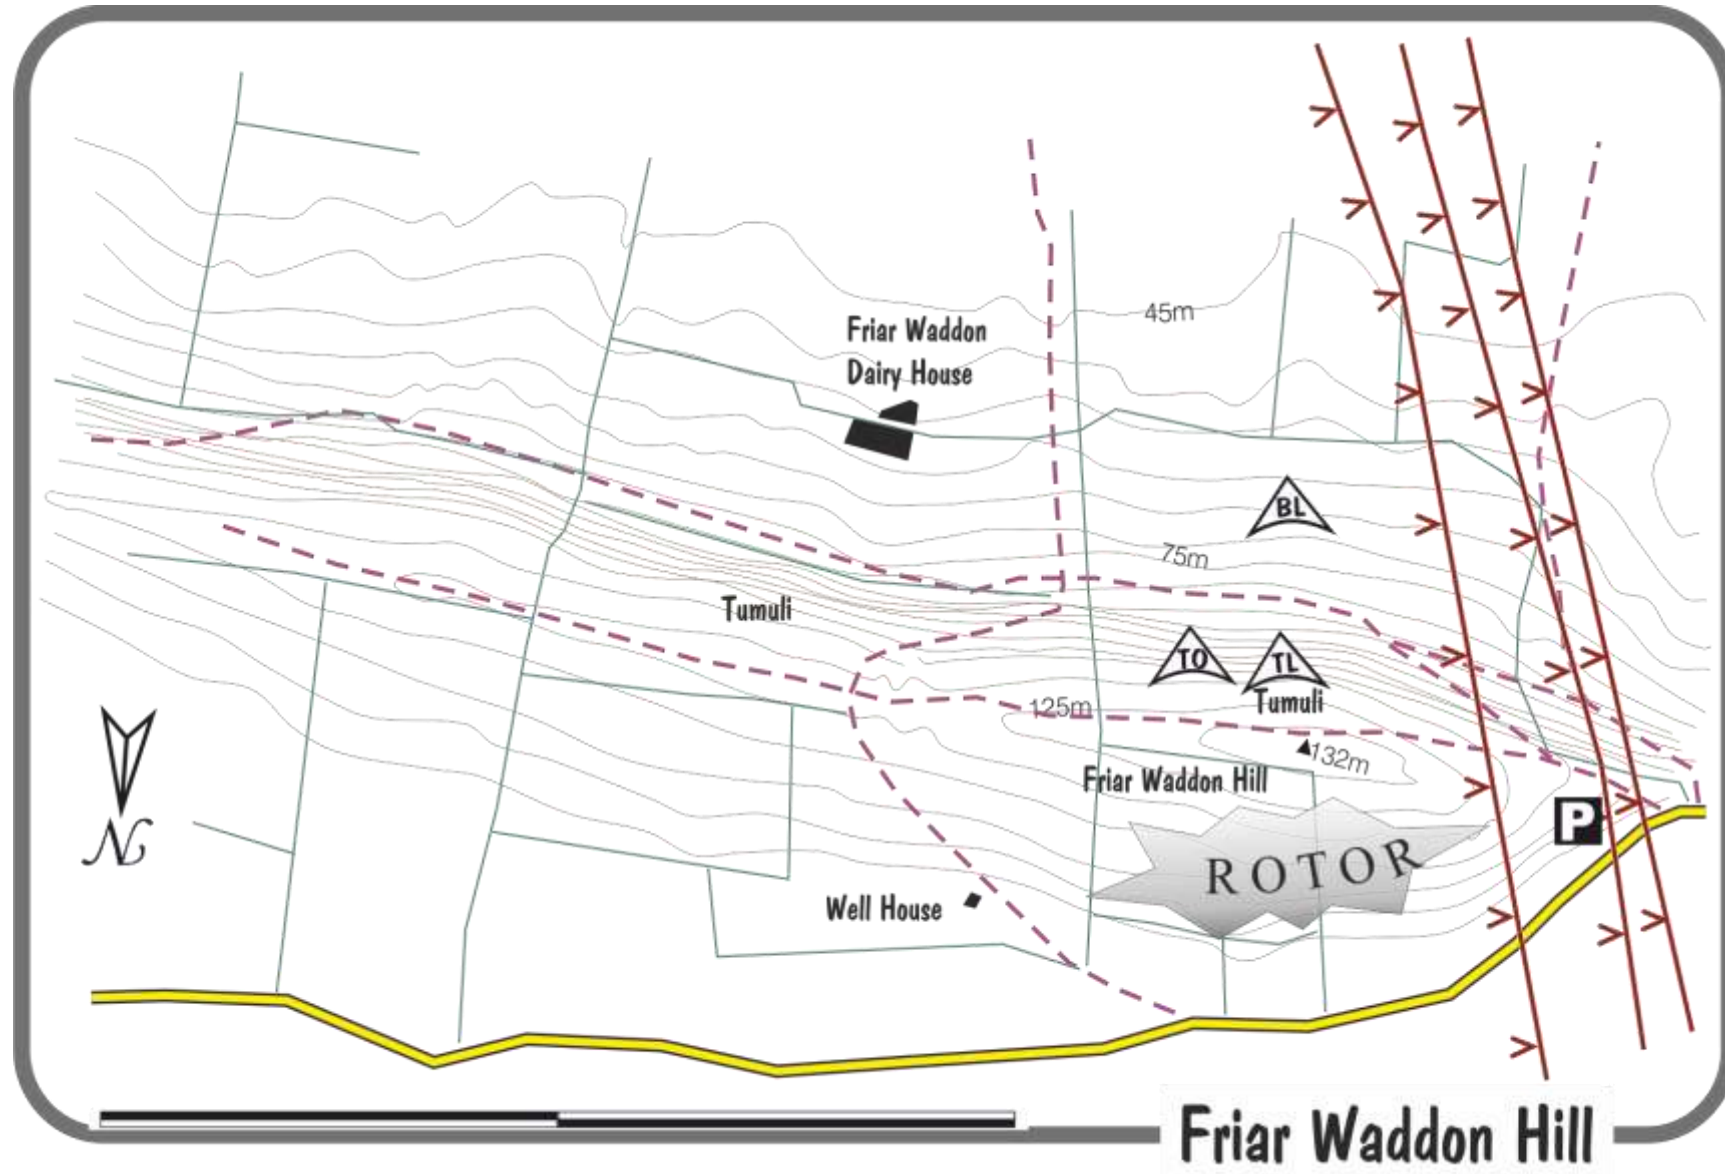 45m
Friar Waddon
Dairy House
BL
75m
Tumuli
TO
TL
Tumuli
125m
132m
Friar Waddon Hill
P
ROTOR
N
Well House
Friar Waddon Hill